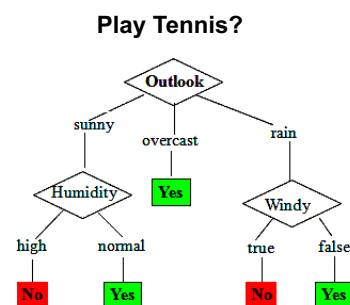 Play Tennis?
Outlook
sunny
overcast
rain
Humidity
Yes
Windy
high
normal
true
false
No
Yes
No
Yes